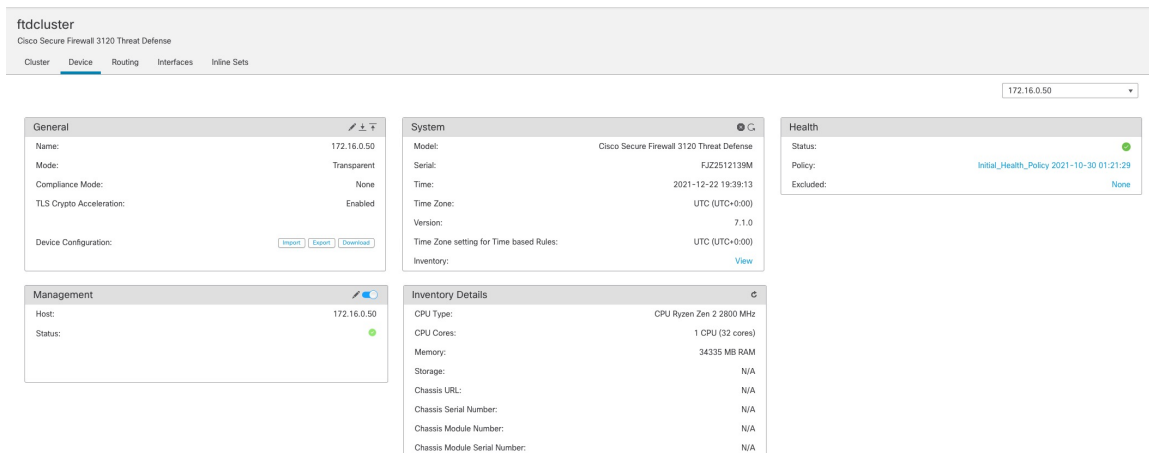 ftdcluster
Cisco Secure Firewall 3120 Threat Defense
Cluster Device Routing Interfaces Inline Sets
172.16.0.50
General
Name: 172.16.0.50
Mode: Transparent
Compliance Mode: None
TLS Crypto Acceleration: Enabled
Device Configuration: Import Export Download
System
Model: Cisco Secure Firewall 3120 Threat Defense
Serial: FJZ2512139M
Time: 2021-12-22 19:39:13
Time Zone: UTC (UTC+0:00)
Version: 7.1.0
Time Zone setting for Time based Rules: UTC (UTC+0:00)
Inventory: View
Health
Status:
Policy: Initial_Health_Policy 2021-10-30 01:21:29
Excluded: None
Management
Host: 172.16.0.50
Status:
Inventory Details
CPU Type: CPU Ryzen Zen 2 2800 MHz
CPU Cores: 1 CPU (32 cores)
Memory: 34335 MB RAM
Storage: N/A
Chassis URL: N/A
Chassis Serial Number: N/A
Chassis Module Number: N/A
Chassis Module Serial Number: N/A